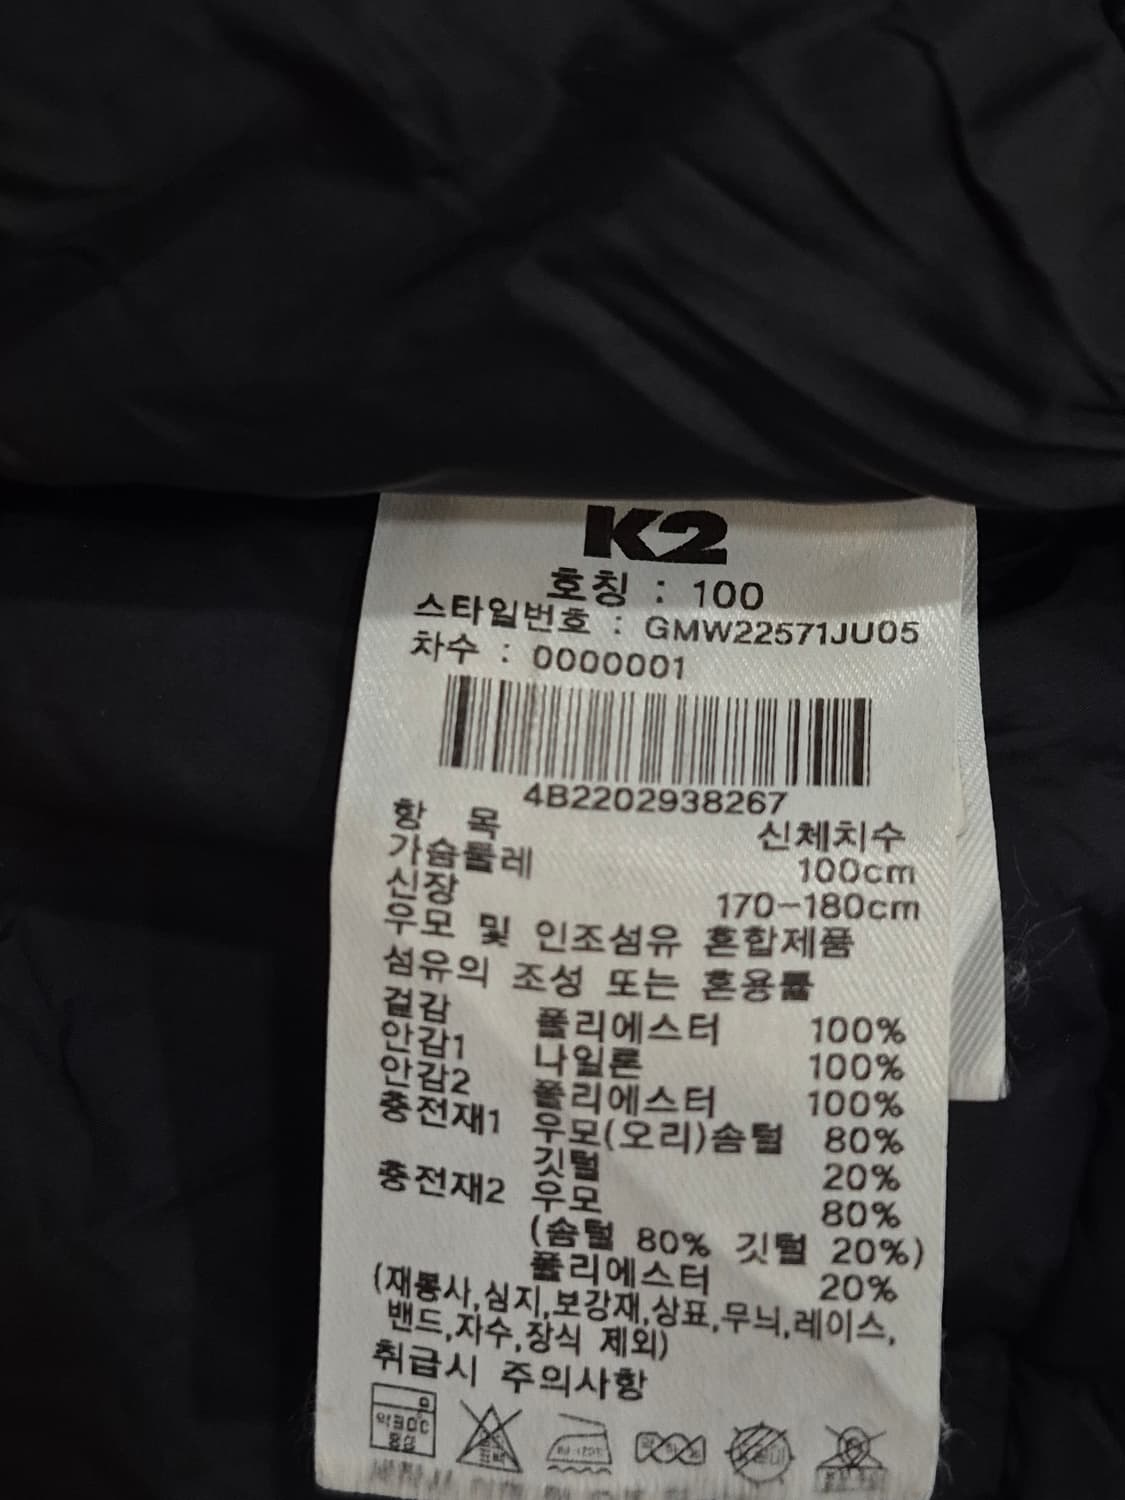 K2
호칭 : 100
스타일번호 : GMW22571JU05
차수 : 0000001
4B2202938267
항 목 신체치수
가슴둘레 100cm
신장 170-180cm
우모 및 인조섬유 혼합제품
섬유의 조성 또는 혼용률
겉감 폴리에스터 100%
안감1 나일론 100%
안감2 폴리에스터 100%
충전재1 우모(오리)솜털 80%
깃털 20%
충전재2 우모 80%
(솜털 80% 깃털 20%)
폴리에스터 20%
(재봉사,심지,보강재,상표,무늬,레이스,
밴드,자수,장식 제외)
취급시 주의사항